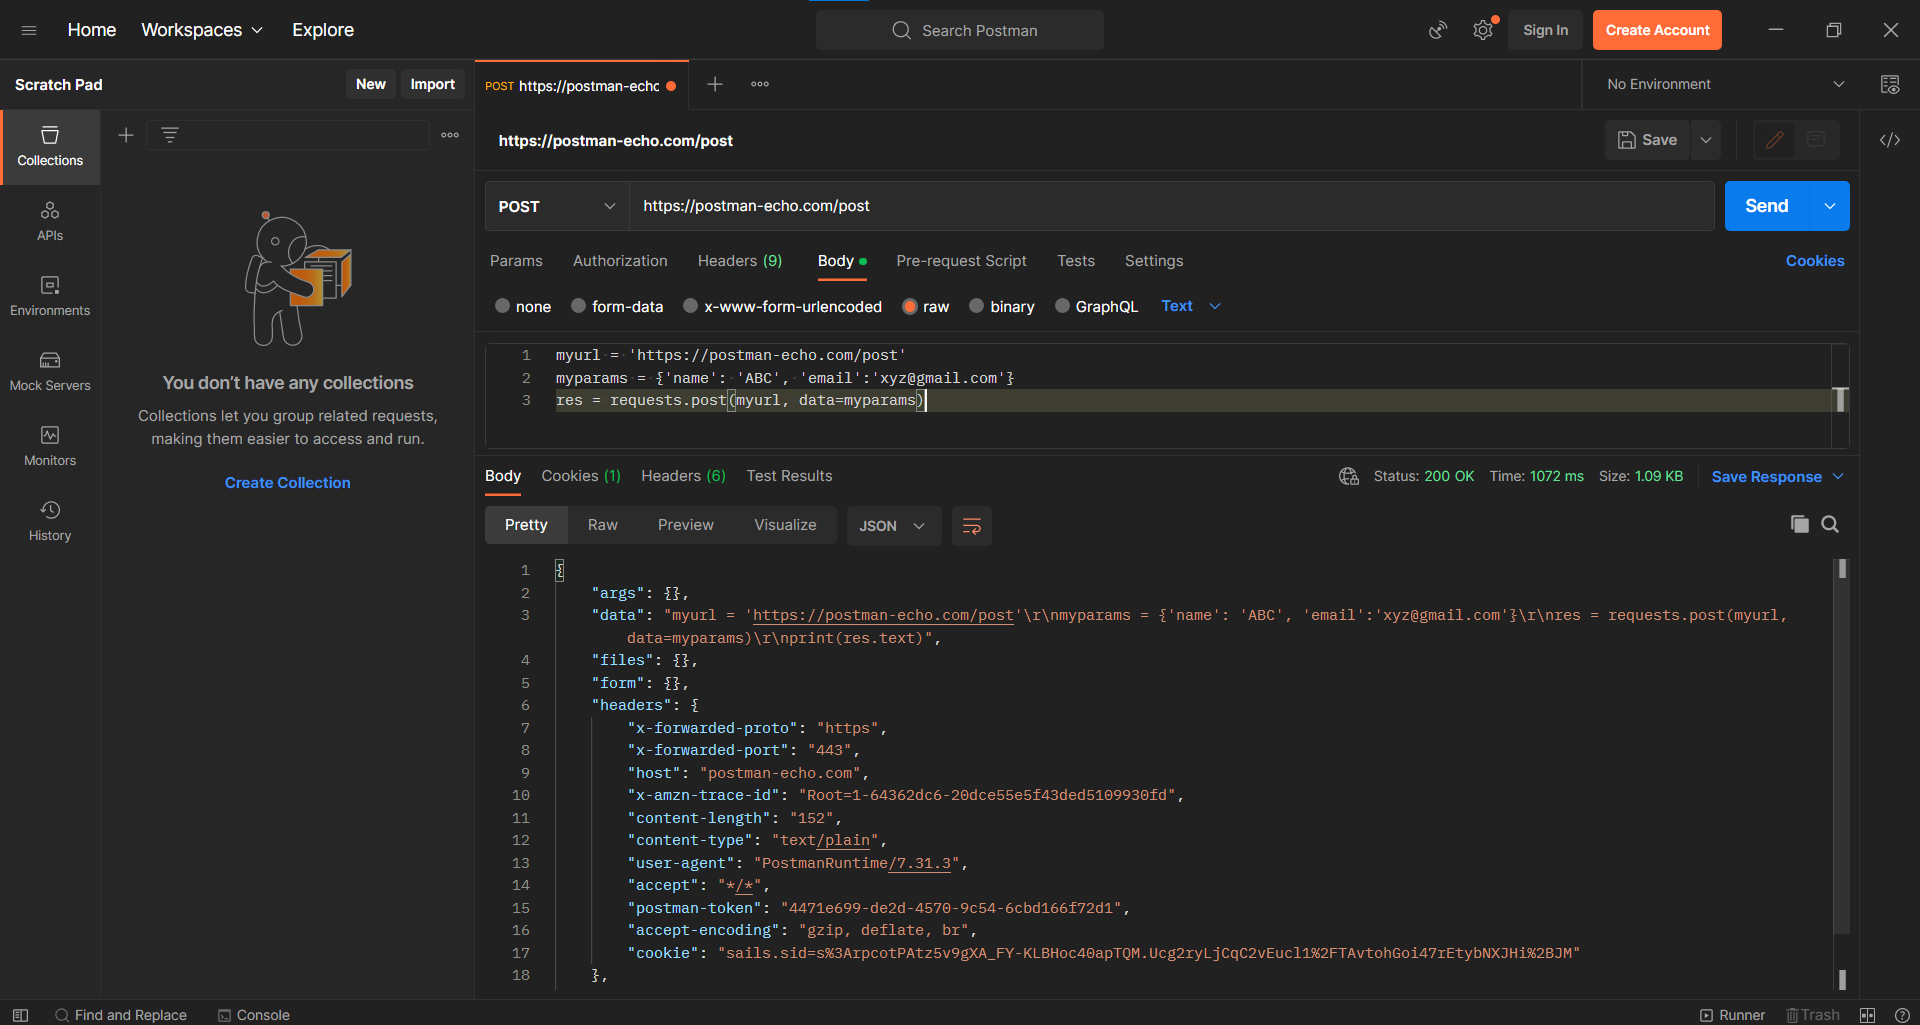 Home
Workspaces
Explore
Search Postman
Sign In
Create Account
Scratch Pad
New
Import
POST https://postman-echo
No Environment
Collections
APIs
Environments
Mock Servers
Monitors
History
You don’t have any collections
Collections let you group related requests,
making them easier to access and run.
Create Collection
https://postman-echo.com/post
Save
POST
https://postman-echo.com/post
Send
Params
Authorization
Headers (9)
Body
Pre-request Script
Tests
Settings
Cookies
none
form-data
x-www-form-urlencoded
raw
binary
GraphQL
Text
1 myurl = 'https://postman-echo.com/post'
2 myparams = {'name': 'ABC', 'email':'xyz@gmail.com'}
3 res = requests.post(myurl, data=myparams)
Body
Cookies (1)
Headers (6)
Test Results
Status: 200 OK
Time: 1072 ms
Size: 1.09 KB
Save Response
Pretty
Raw
Preview
Visualize
JSON
1 {
2 "args": {},
3 "data": "myurl = 'https://postman-echo.com/post'\r\nmyparams = {'name': 'ABC', 'email':'xyz@gmail.com'}\r\nres = requests.post(myurl,
data=myparams)\r\nprint(res.text)",
4 "files": {},
5 "form": {},
6 "headers": {
7 "x-forwarded-proto": "https",
8 "x-forwarded-port": "443",
9 "host": "postman-echo.com",
10 "x-amzn-trace-id": "Root=1-64362dc6-20dce55e5f43ded5109930fd",
11 "content-length": "152",
12 "content-type": "text/plain",
13 "user-agent": "PostmanRuntime/7.31.3",
14 "accept": "*/*",
15 "postman-token": "4471e699-de2d-4570-9c54-6cbd166f72d1",
16 "accept-encoding": "gzip, deflate, br",
17 "cookie": "sails.sid=s%3ArpcotPAtz5v9gXA_FY-KLBHoc40apTQM.Ucg2ryLjCqC2vEucl1%2FTAvtohGoi47rEtybNXJHi%2BJM"
18 },
Find and Replace
Console
Runner
Trash